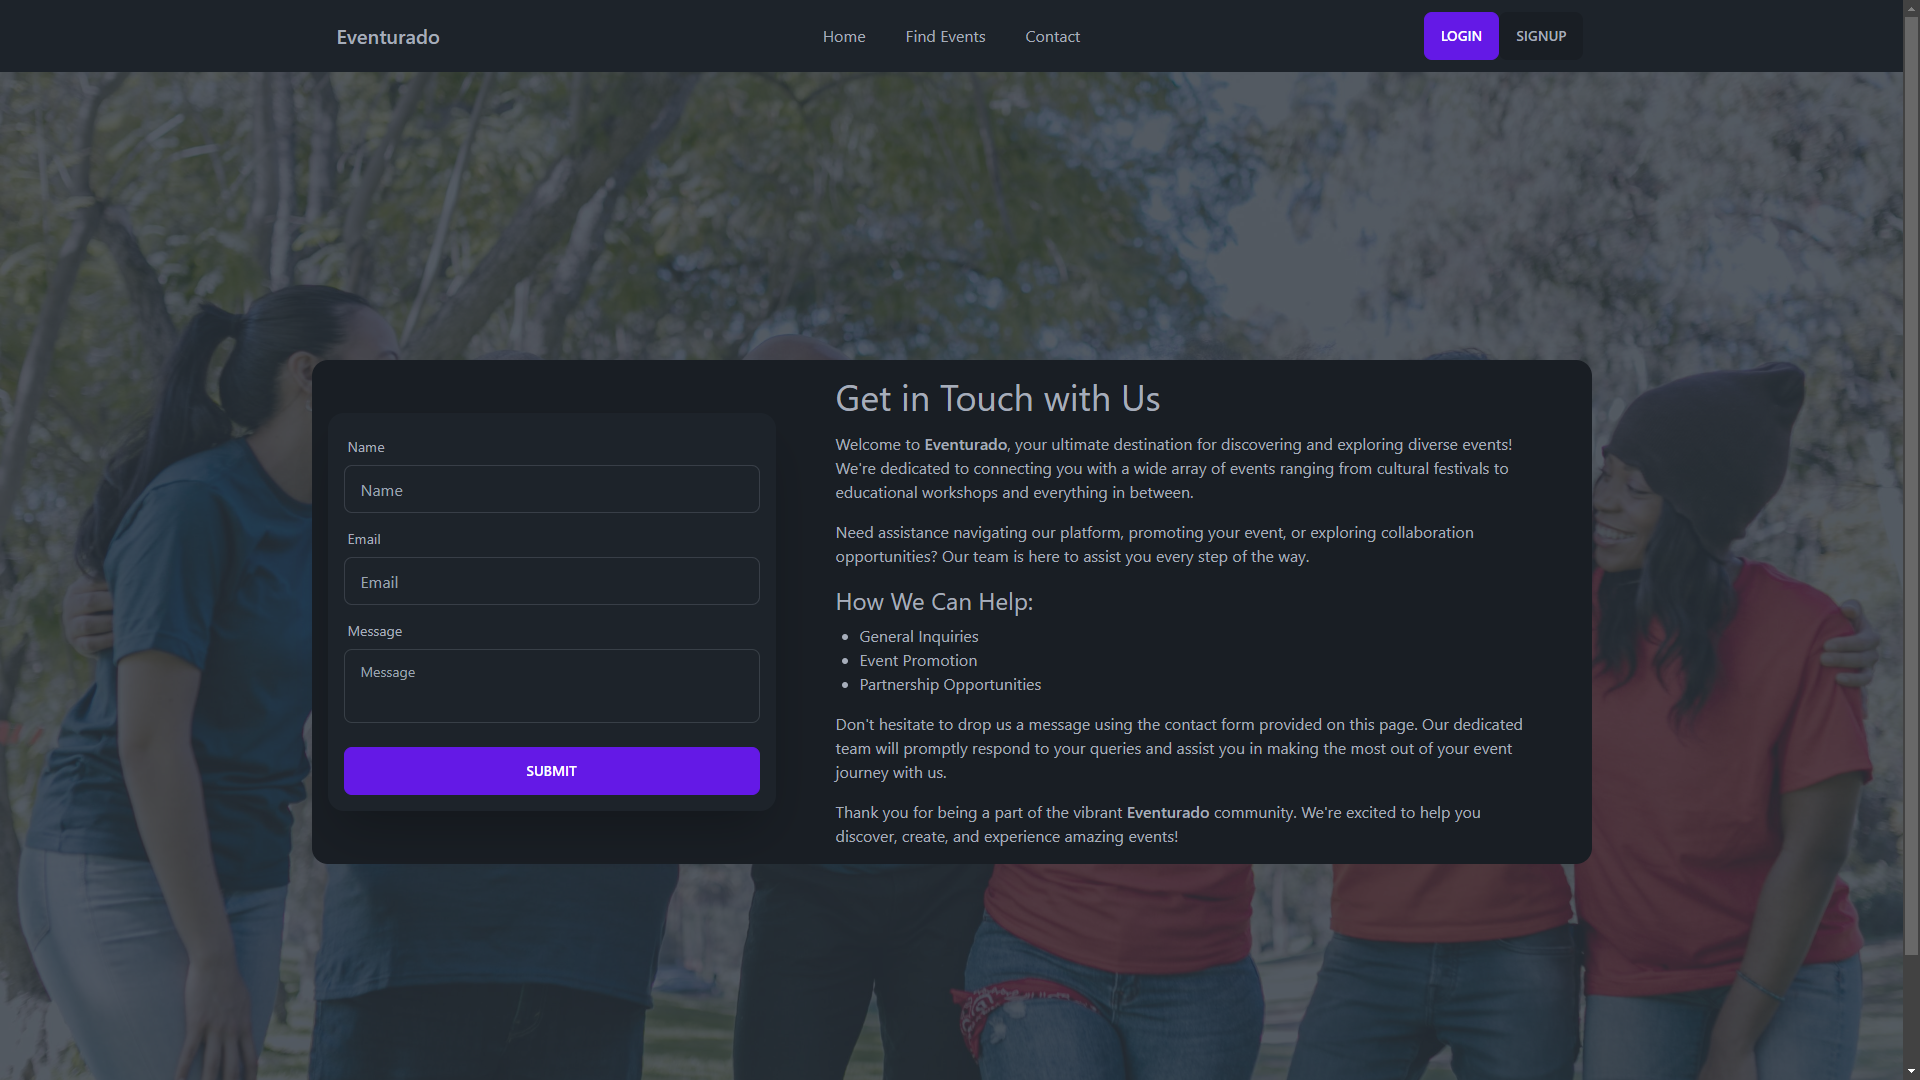 Eventurado
Home
Find Events
Contact
LOGIN
SIGNUP
Name
Name
Email
Email
Message
Message
SUBMIT
Get in Touch with Us
Welcome to Eventurado, your ultimate destination for discovering and exploring diverse events!
We're dedicated to connecting you with a wide array of events ranging from cultural festivals to
educational workshops and everything in between.
Need assistance navigating our platform, promoting your event, or exploring collaboration
opportunities? Our team is here to assist you every step of the way.
How We Can Help:
• General Inquiries
• Event Promotion
• Partnership Opportunities
Don't hesitate to drop us a message using the contact form provided on this page. Our dedicated
team will promptly respond to your queries and assist you in making the most out of your event
journey with us.
Thank you for being a part of the vibrant Eventurado community. We're excited to help you
discover, create, and experience amazing events!